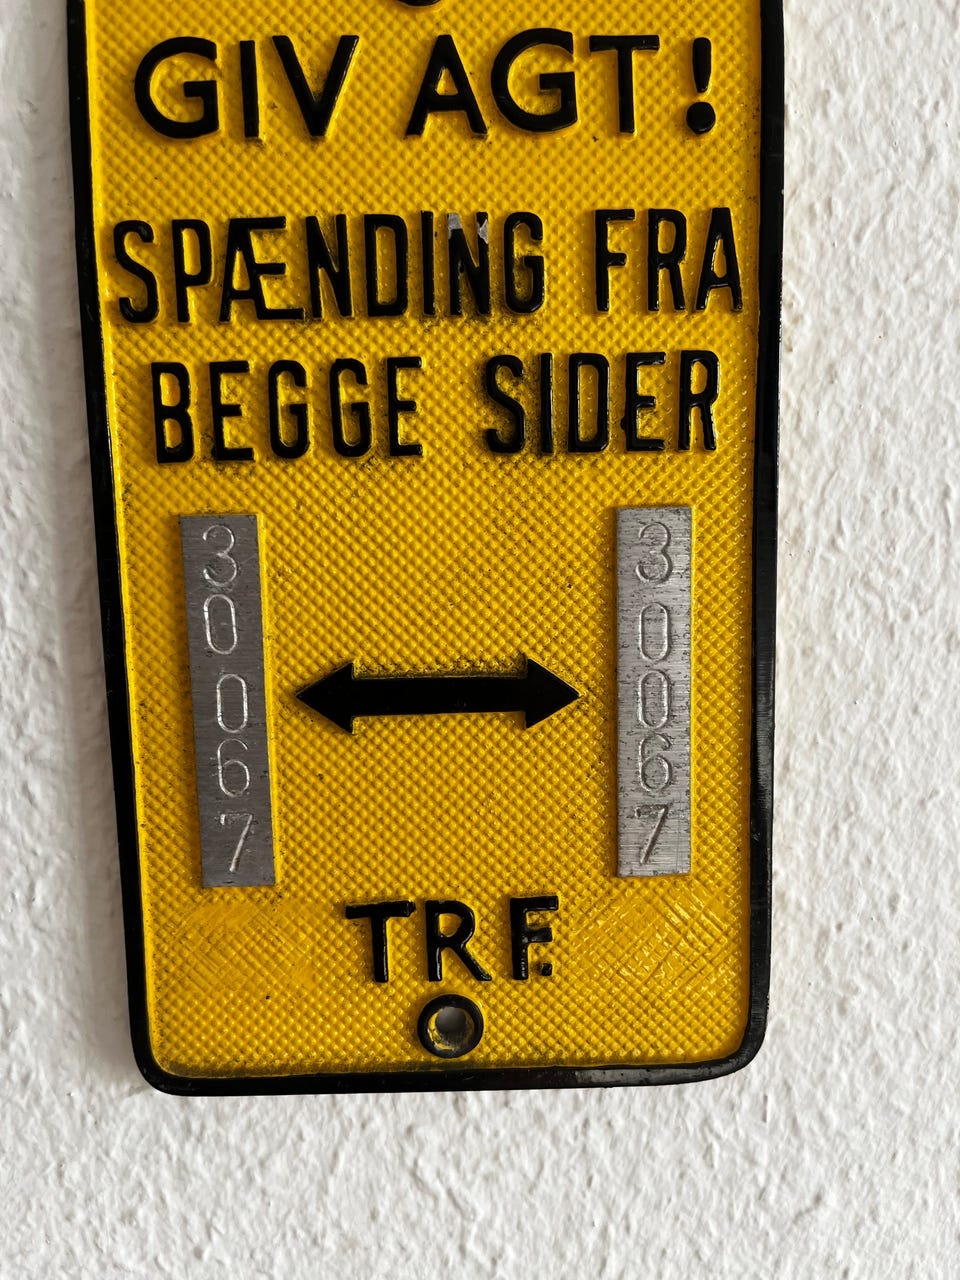 GIV AGT!
SPÆNDING FRA
BEGGE SIDER
30067 30067
TRF.